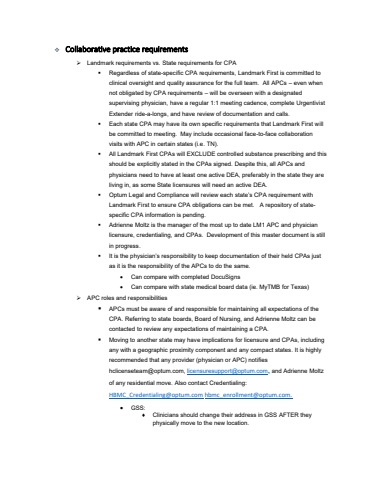 Collaborative practice requirements
Landmark requirements vs. State requirements for CPA
Regardless of state-specific CPA requirements, Landmark First is committed to
clinical oversight and quality assurance for the full team. All APCs – even when
not obligated by CPA requirements – will be overseen with a designated
supervising physician, have a regular 1:1 meeting cadence, complete Urgentivist
Extender ride-a-longs, and have review of documentation and calls.
Each state CPA may have its own specific requirements that Landmark First will
be committed to meeting. May include occasional face-to-face collaboration
visits with APC in certain states (i.e. TN).
All Landmark First CPAs will EXCLUDE controlled substance prescribing and this
should be explicitly stated in the CPAs signed. Despite this, all APCs and
physicians need to have at least one active DEA, preferably in the state they are
living in, as some State licensures will need an active DEA.
Optum Legal and Compliance will review each state's CPA requirement with
Landmark First to ensure CPA obligations can be met. A repository of state-
specific CPA information is pending.
Adrienne Moltz is the manager of the most up to date LM1 APC and physician
licensure, credentialing, and CPAs. Development of this master document is still
in progress.
It is the physician's responsibility to keep documentation of their held CPAs just
as it is the responsibility of the APCs to do the same.
Can compare with completed DocuSigns
Can compare with state medical board data (ie. MyTMB for Texas)
APC roles and responsibilities
APCs must be aware of and responsible for maintaining all expectations of the
CPA. Referring to state boards, Board of Nursing, and Adrienne Moltz can be
contacted to review any expectations of maintaining a CPA.
Moving to another state may have implications for licensure and CPAs, including
any with a geographic proximity component and any compact states. It is highly
recommended that any provider (physician or APC) notifies
hclicenseteam@optum.com, licensuresupport@optum.com, and Adrienne Moltz
of any residential move. Also contact Credentialing:
HBMC_Credentialing@optum.com hbmc_enrollment@optum.com.
GSS:
Clinicians should change their address in GSS AFTER they
physically move to the new location.